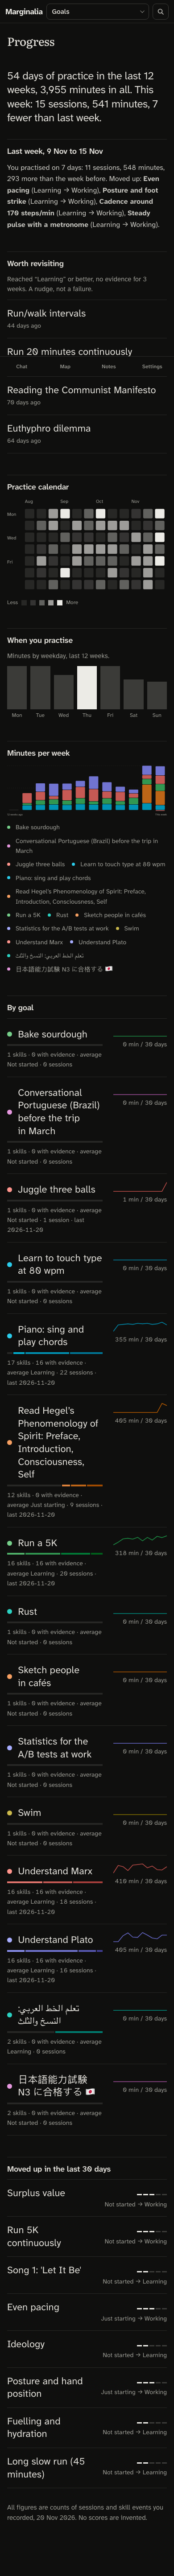 Marginalia
Goals
Progress
54 days of practice in the last 12
weeks, 3,955 minutes in all. This
week: 15 sessions, 541 minutes, 7
fewer than last week.
Last week, 9 Nov to 15 Nov
You practised on 7 days: 11 sessions, 548 minutes,
293 more than the week before. Moved up: Even
pacing (Learning → Working), Posture and foot
strike (Learning → Working), Cadence around
170 steps/min (Learning → Working), Steady
pulse with a metronome (Learning → Working).
Worth revisiting
Reached “Learning” or better, no evidence for 3
weeks. A nudge, not a failure.
Run/walk intervals
44 days ago
Run 20 minutes continuously
Chat Map Notes Settings
Reading the Communist Manifesto
70 days ago
Euthyphro dilemma
64 days ago
Practice calendar
Aug Sep Oct Nov
Mon
Wed
Fri
Less More
When you practise
Minutes by weekday, last 12 weeks.
Mon Tue Wed Thu Fri Sat Sun
Minutes per week
Bake sourdough
Conversational Portuguese (Brazil) before the trip in
March
Juggle three balls Learn to touch type at 80 wpm
Piano: sing and play chords
Read Hegel's Phenomenology of Spirit: Preface,
Introduction, Consciousness, Self
Run a 5K Rust Sketch people in cafés
Statistics for the A/B tests at work Swim
Understand Marx Understand Plato
تعلم الخط العربي: النسخ والثلث
日本語能力試験 N3 に合格する 🇯🇵
By goal
Bake sourdough
0 min / 30 days
1 skills · 0 with evidence · average
Not started · 0 sessions
Conversational
Portuguese (Brazil)
before the trip
in March
0 min / 30 days
1 skills · 0 with evidence · average
Not started · 0 sessions
Juggle three balls
1 min / 30 days
1 skills · 0 with evidence · average
Not started · 1 session · last
2026-11-20
Learn to touch type
at 80 wpm
0 min / 30 days
1 skills · 0 with evidence · average
Not started · 0 sessions
Piano: sing and
play chords
355 min / 30 days
17 skills · 16 with evidence ·
average Learning · 22 sessions ·
last 2026-11-20
Read Hegel's
Phenomenology of
Spirit: Preface,
Introduction,
Consciousness,
Self
405 min / 30 days
12 skills · 10 with evidence ·
average Just starting · 9 sessions ·
last 2026-11-20
Run a 5K
318 min / 30 days
16 skills · 16 with evidence ·
average Learning · 20 sessions ·
last 2026-11-20
Rust
0 min / 30 days
1 skills · 0 with evidence · average
Not started · 0 sessions
Sketch people
in cafés
0 min / 30 days
1 skills · 0 with evidence · average
Not started · 0 sessions
Statistics for the
A/B tests at work
0 min / 30 days
1 skills · 0 with evidence · average
Not started · 0 sessions
Swim
0 min / 30 days
1 skills · 0 with evidence · average
Not started · 0 sessions
Understand Marx
410 min / 30 days
16 skills · 16 with evidence ·
average Learning · 18 sessions ·
last 2026-11-20
Understand Plato
405 min / 30 days
16 skills · 16 with evidence ·
average Learning · 16 sessions ·
last 2026-11-20
تعلم الخط العربي:
النسخ والثلث
0 min / 30 days
2 skills · 0 with evidence · average
Learning · 0 sessions
日本語能力試験
N3 に合格する 🇯🇵
0 min / 30 days
2 skills · 0 with evidence · average
Not started · 0 sessions
Moved up in the last 30 days
Surplus value
Not started → Working
Run 5K
continuously
Not started → Working
Song 1: 'Let It Be'
Not started → Learning
Even pacing
Just starting → Working
Ideology
Not started → Learning
Posture and hand
position
Just starting → Working
Fuelling and
hydration
Not started → Learning
Long slow run (45
minutes)
Not started → Learning
All figures are counts of sessions and skill events you
recorded, 20 Nov 2026. No scores are invented.